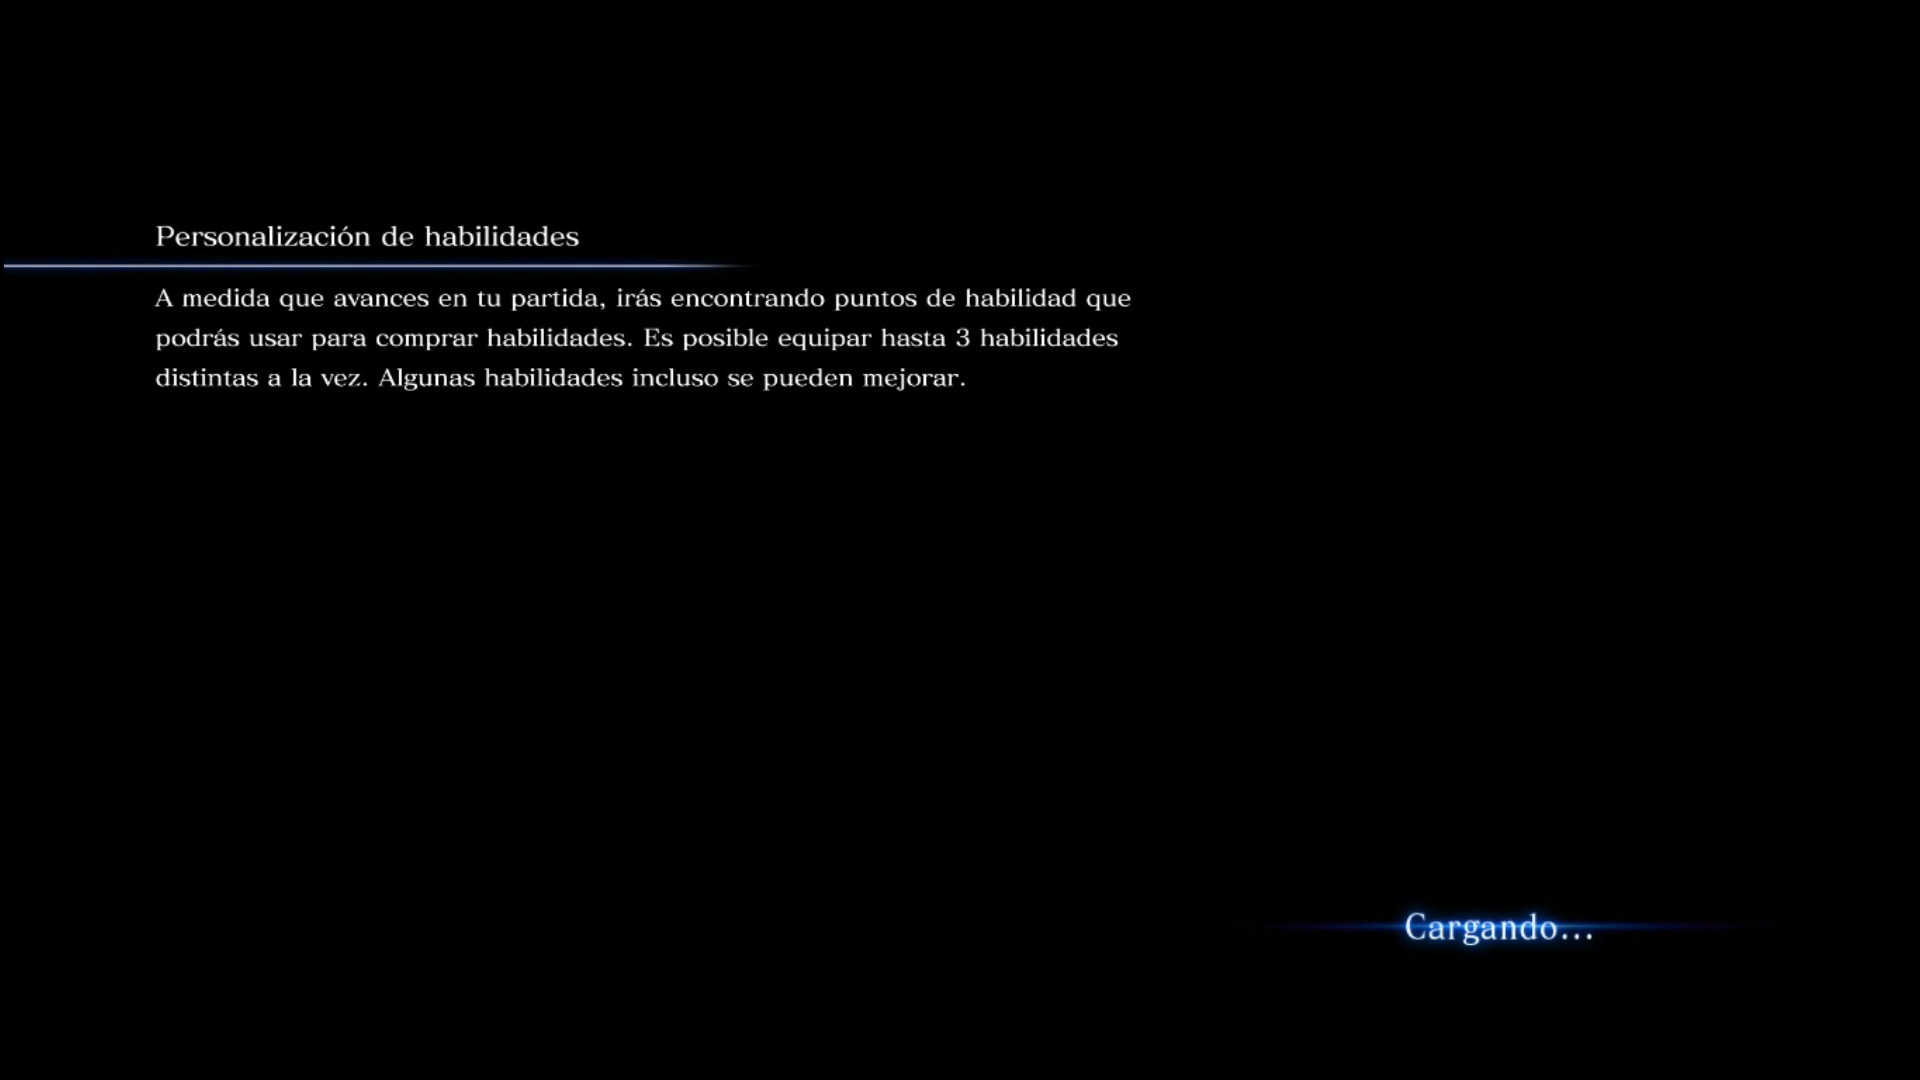 Personalización de habilidades
A medida que avances en tu partida, irás encontrando puntos de habilidad que
podrás usar para comprar habilidades. Es posible equipar hasta 3 habilidades
distintas a la vez. Algunas habilidades incluso se pueden mejorar.
Cargando...